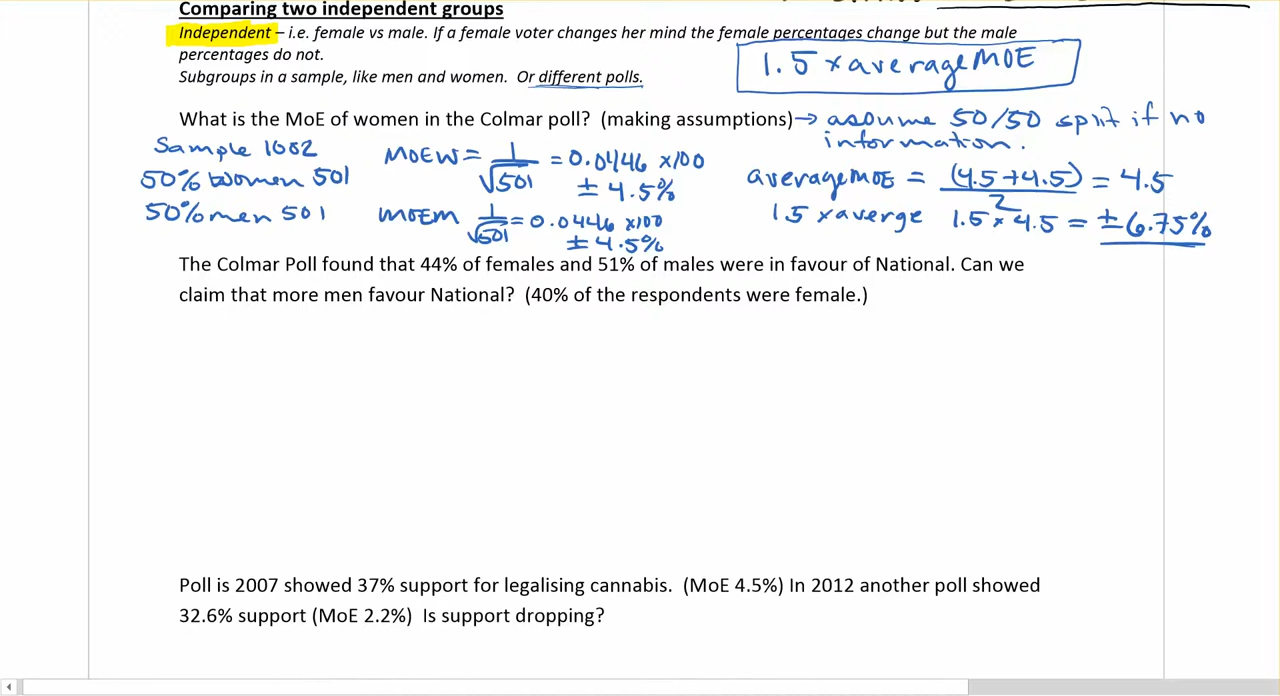 Comparing two independent groups
Independent – i.e. female vs male. If a female voter changes her mind the female percentages change but the male
percentages do not.
Subgroups in a sample, like men and women. Or different polls.
1.5 x average MOE
What is the MoE of women in the Colmar poll? (making assumptions) → assume 50/50 split if no
information.
Sample 1002
50% women 501
50% men 501
MOEW = 1/√501 = 0.0446 x100
± 4.5%
MOEM 1/√501 = 0.0446 x100
± 4.5%
average MOE = (4.5+4.5)/2 = 4.5
1.5 x averge 1.5 x 4.5 = ± 6.75%
The Colmar Poll found that 44% of females and 51% of males were in favour of National. Can we
claim that more men favour National? (40% of the respondents were female.)
Poll is 2007 showed 37% support for legalising cannabis. (MoE 4.5%) In 2012 another poll showed
32.6% support (MoE 2.2%) Is support dropping?